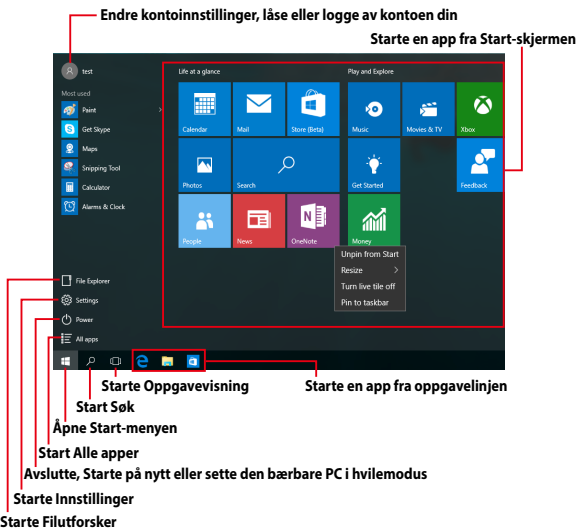 Endre kontoinnstillinger, låse eller logge av kontoen din
Starte en app fra Start-skjermen
test
Most used
Paint
Get Skype
Maps
Snipping Tool
Calculator
Alarms & Clock
File Explorer
Settings
Power
All apps
Life at a glance
Play and Explore
Calendar
Mail
Store (Beta)
Music
Movies & TV
Xbox
Photos
Search
Get Started
Feedback
People
News
OneNote
Money
Unpin from Start
Resize
Turn live tile off
Pin to taskbar
Starte Oppgavevisning
Starte en app fra oppgavelinjen
Start Søk
Åpne Start-menyen
Start Alle apper
Avslutte, Starte på nytt eller sette den bærbare PC i hvilemodus
Starte Innstillinger
Starte Filutforsker